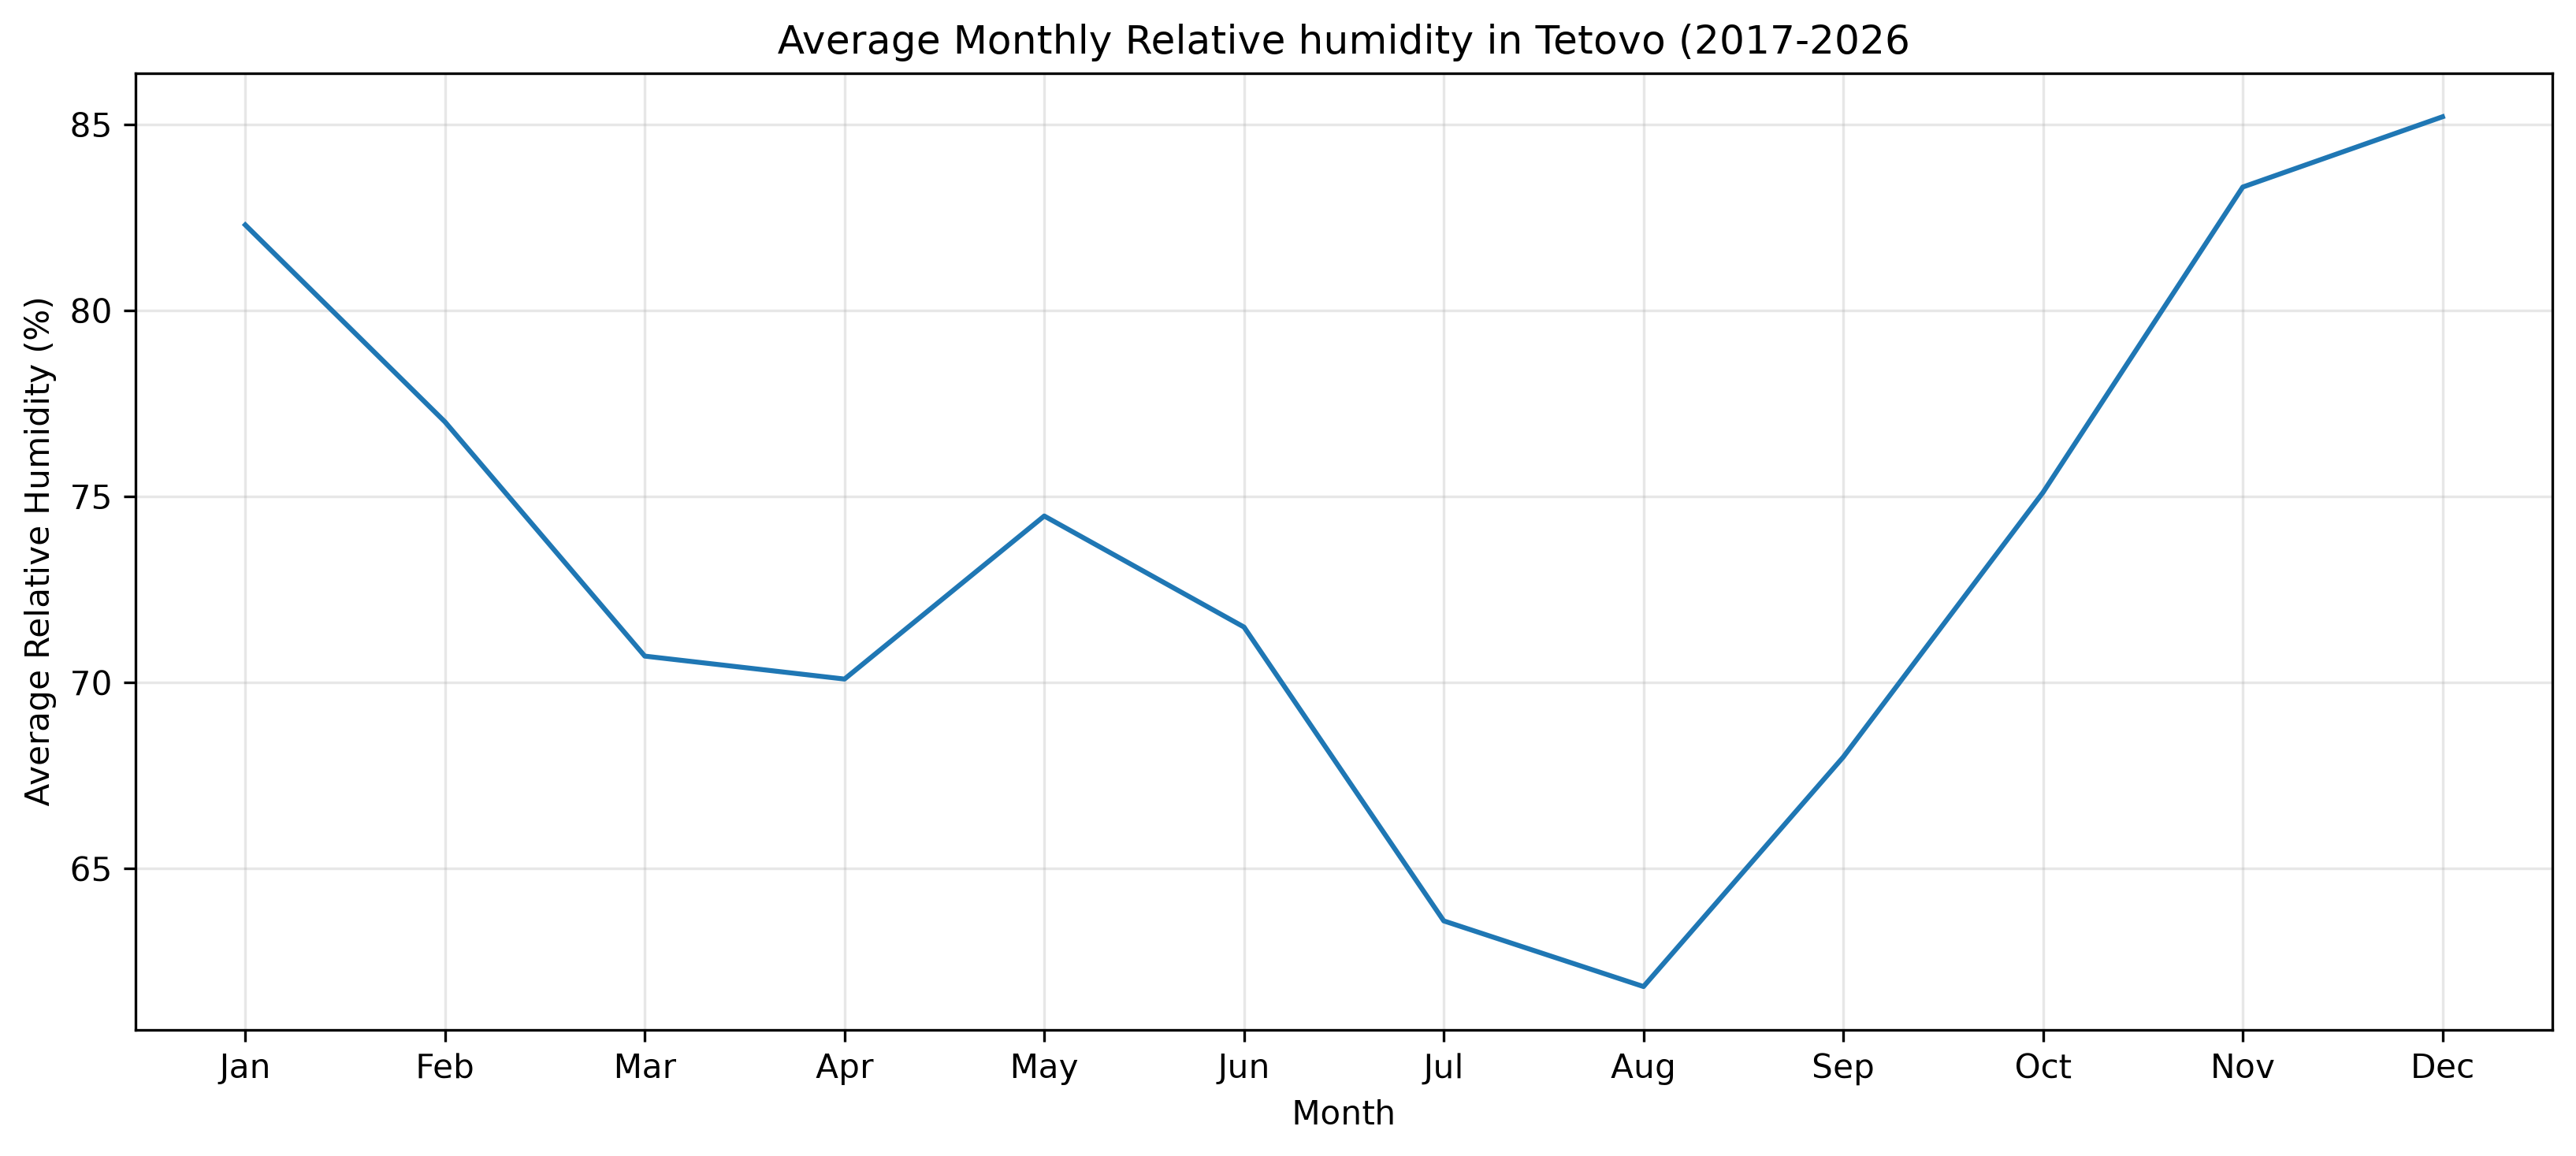 Average Monthly Relative humidity in Tetovo (2017-2026
Average Relative Humidity (%)
85
80
75
70
65
Jan Feb Mar Apr May Jun Jul Aug Sep Oct Nov Dec
Month